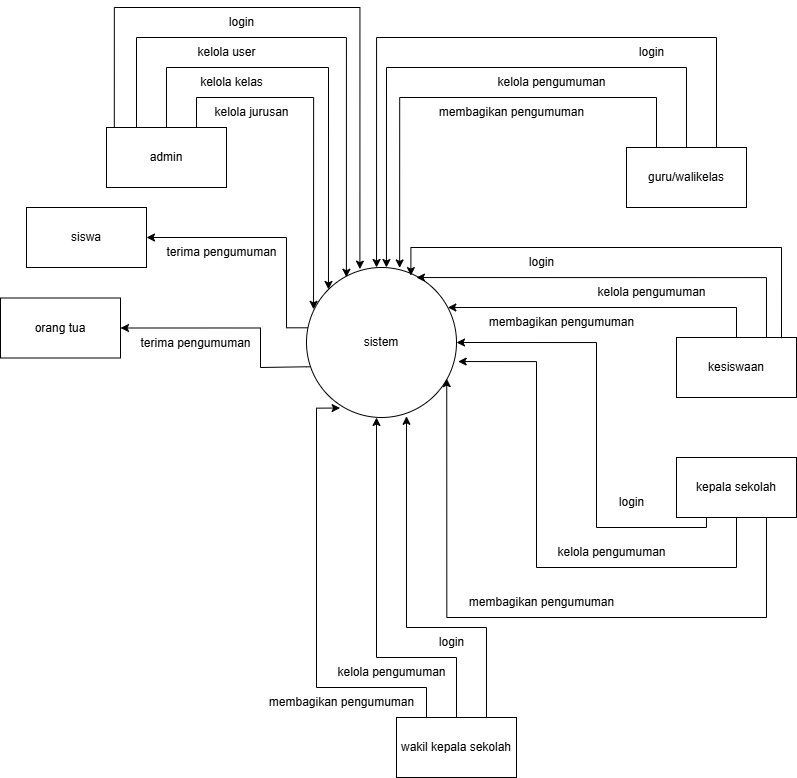 login
kelola user
kelola kelas
kelola jurusan
admin
login
kelola pengumuman
membagikan pengumuman
guru/walikelas
siswa
terima pengumuman
orang tua
terima pengumuman
sistem
login
kelola pengumuman
membagikan pengumuman
kesiswaan
kepala sekolah
login
kelola pengumuman
membagikan pengumuman
login
kelola pengumuman
membagikan pengumuman
wakil kepala sekolah